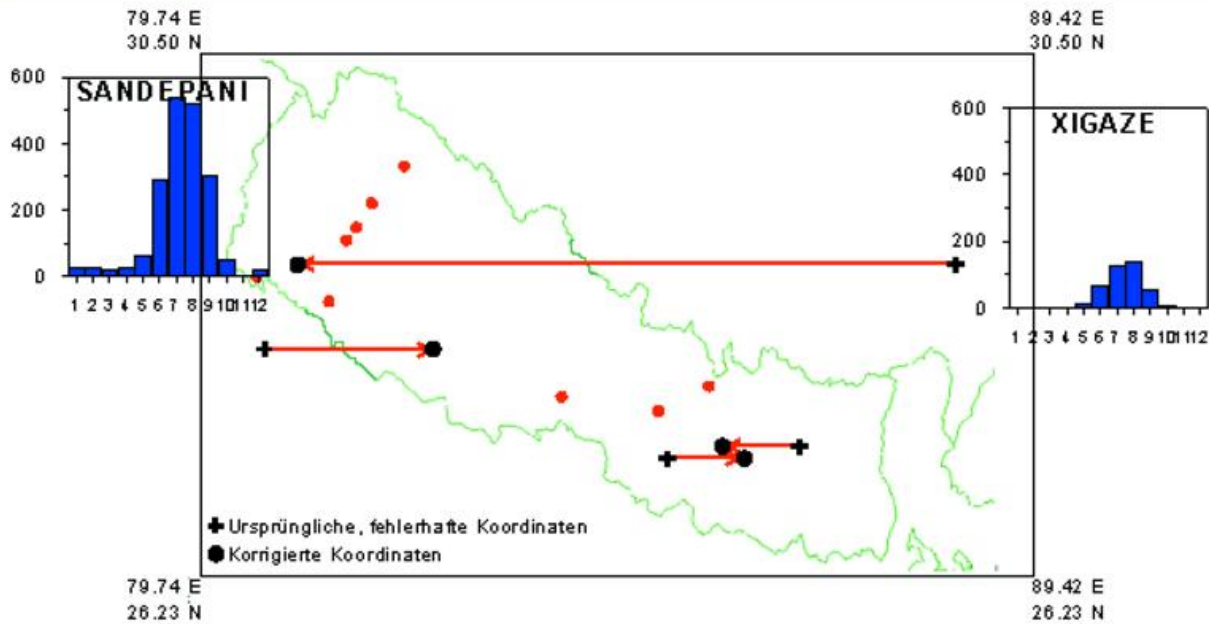 79.74 E
30.50 N
89.42 E
30.50 N
SANDEPANI
600
400
200
0
1 2 3 4 5 6 7 8 9 10 11 12
XIGAZE
600
400
200
0
1 2 3 4 5 6 7 8 9 10 11 12
Ursprüngliche, fehlerhafte Koordinaten
Korrigierte Koordinaten
79.74 E
26.23 N
89.42 E
26.23 N